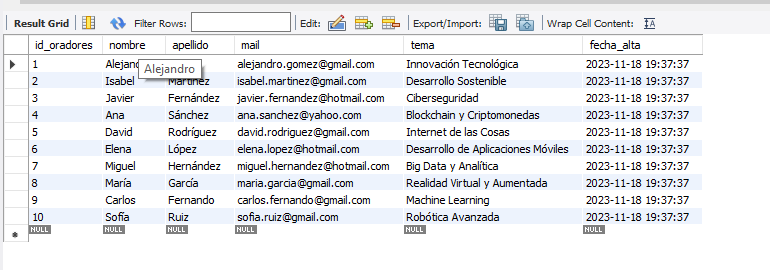 Result Grid Filter Rows: Edit: Export/Import: Wrap Cell Content: IA
id_oradores nombre apellido mail tema fecha_alta
1 Alejand alejandro.gomez@gmail.com Innovación Tecnológica 2023-11-18 19:37:37
Alejandro
2 Isabel Martínez isabel.martinez@gmail.com Desarrollo Sostenible 2023-11-18 19:37:37
3 Javier Fernández javier.fernandez@hotmail.com Ciberseguridad 2023-11-18 19:37:37
4 Ana Sánchez ana.sanchez@yahoo.com Blockchain y Criptomonedas 2023-11-18 19:37:37
5 David Rodríguez david.rodriguez@gmail.com Internet de las Cosas 2023-11-18 19:37:37
6 Elena López elena.lopez@hotmail.com Desarrollo de Aplicaciones Móviles 2023-11-18 19:37:37
7 Miguel Hernández miguel.hernandez@hotmail.com Big Data y Analítica 2023-11-18 19:37:37
8 María García maria.garcia@gmail.com Realidad Virtual y Aumentada 2023-11-18 19:37:37
9 Carlos Fernando carlos.fernando@gmail.com Machine Learning 2023-11-18 19:37:37
10 Sofía Ruiz sofia.ruiz@gmail.com Robótica Avanzada 2023-11-18 19:37:37
NULL NULL NULL NULL NULL NULL